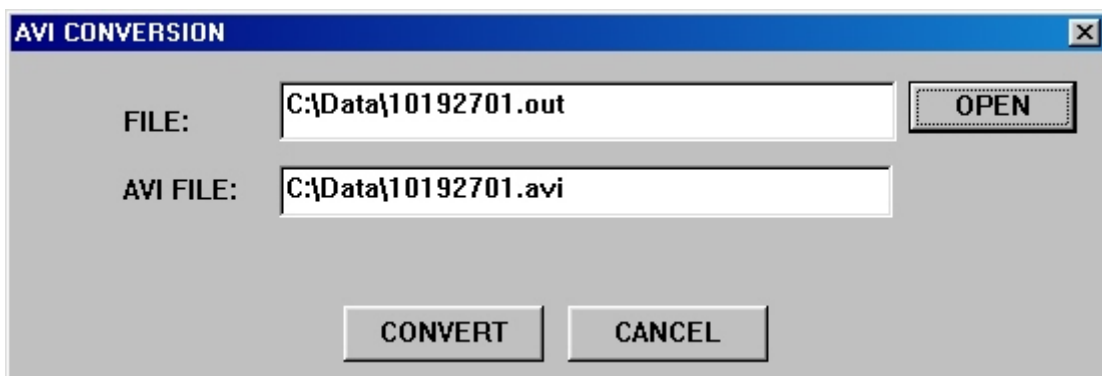 AVI CONVERSION
FILE: C:\Data\10192701.out OPEN
AVI FILE: C:\Data\10192701.avi
CONVERT CANCEL